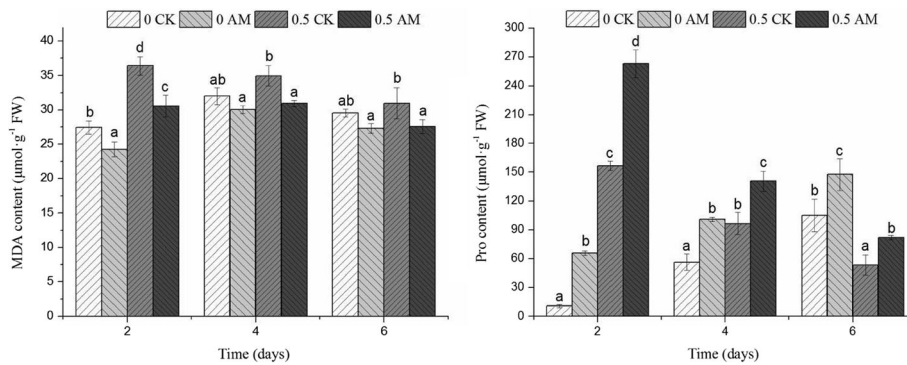 0 CK 0 AM 0.5 CK 0.5 AM
MDA content (μmol·g⁻¹ FW)
40
35
30
25
20
15
10
5
0
b a d c
ab a b a
ab a b a
2 4 6
Time (days)
0 CK 0 AM 0.5 CK 0.5 AM
Pro content (μmol·g⁻¹ FW)
300
270
240
210
180
150
120
90
60
30
0
a b c d
a b b c
b c a b
2 4 6
Time (days)